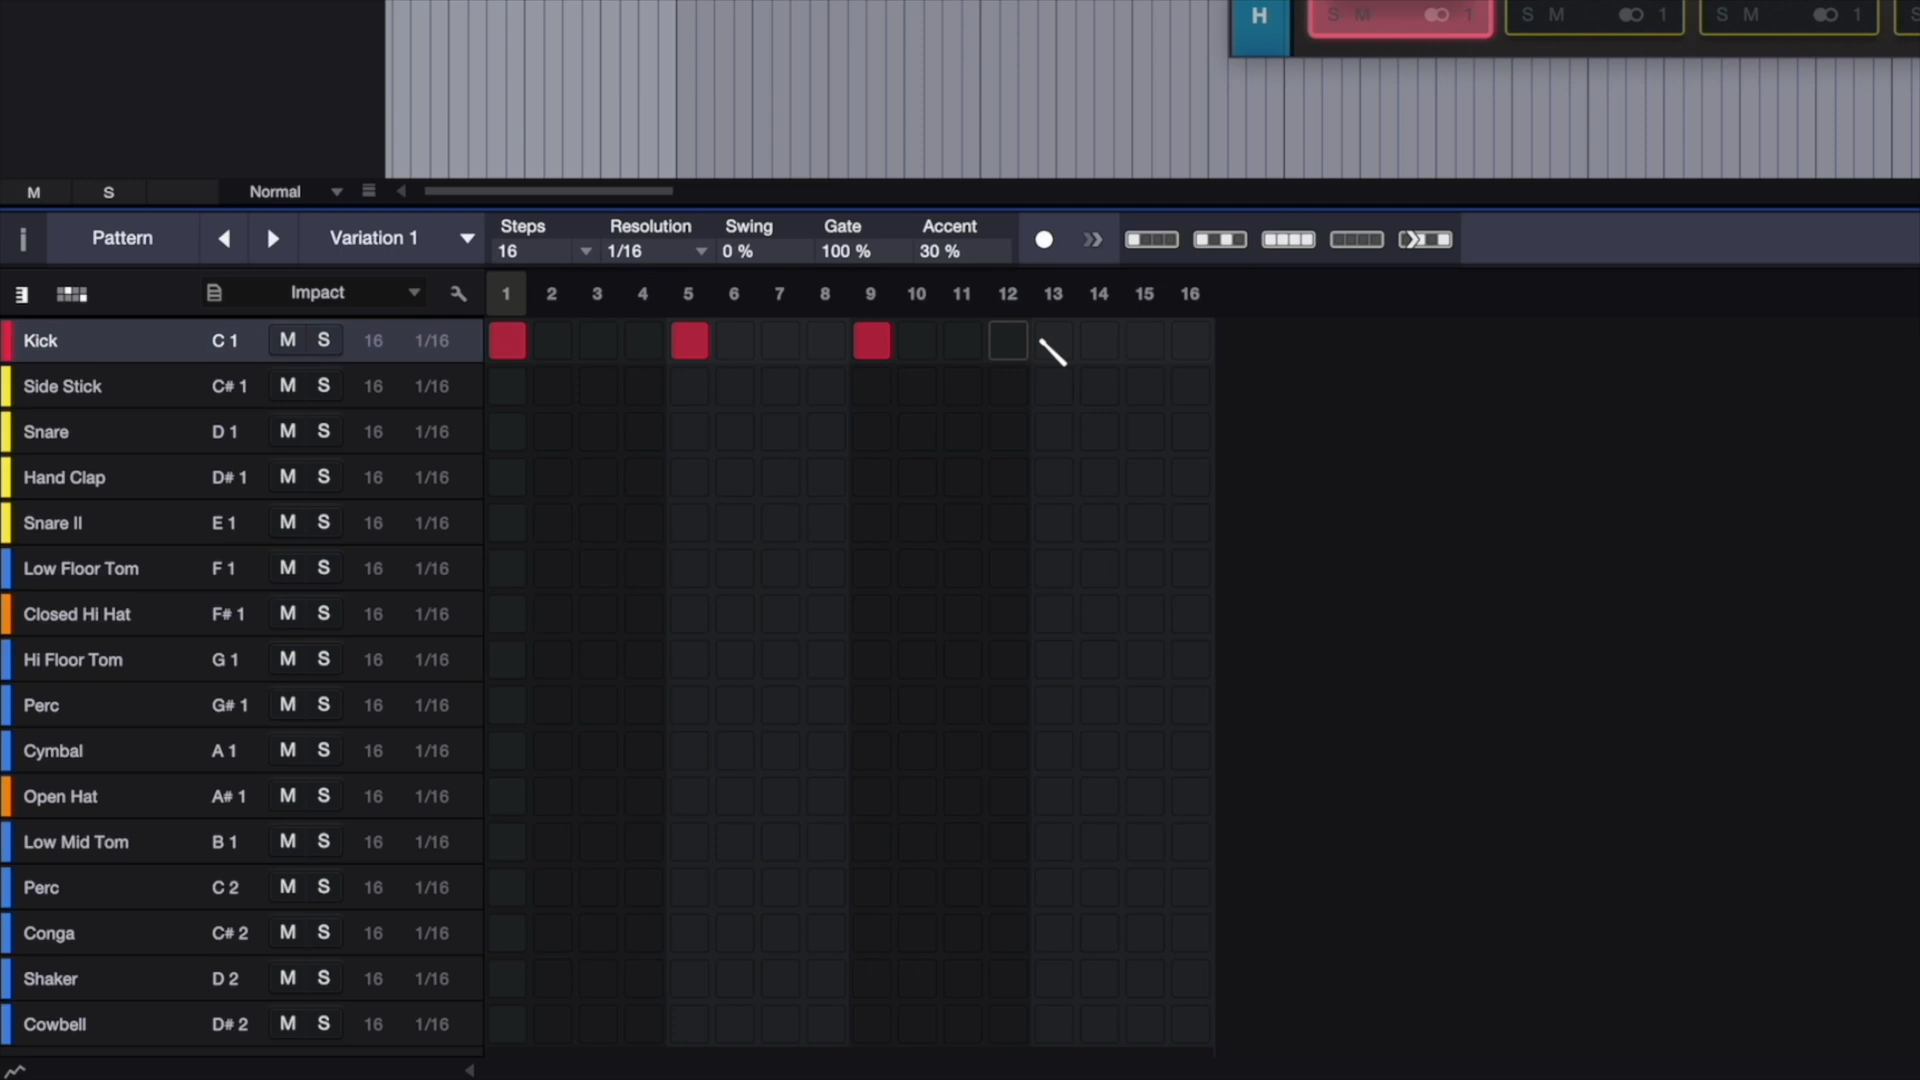 H S M 1 S M 1 S M 1 S
M S Normal
i Pattern Variation 1 Steps Resolution Swing Gate Accent
16 1/16 0 % 100 % 30 %
Impact 1 2 3 4 5 6 7 8 9 10 11 12 13 14 15 16
Kick C 1 M S 16 1/16
Side Stick C# 1 M S 16 1/16
Snare D 1 M S 16 1/16
Hand Clap D# 1 M S 16 1/16
Snare II E 1 M S 16 1/16
Low Floor Tom F 1 M S 16 1/16
Closed Hi Hat F# 1 M S 16 1/16
Hi Floor Tom G 1 M S 16 1/16
Perc G# 1 M S 16 1/16
Cymbal A 1 M S 16 1/16
Open Hat A# 1 M S 16 1/16
Low Mid Tom B 1 M S 16 1/16
Perc C 2 M S 16 1/16
Conga C# 2 M S 16 1/16
Shaker D 2 M S 16 1/16
Cowbell D# 2 M S 16 1/16